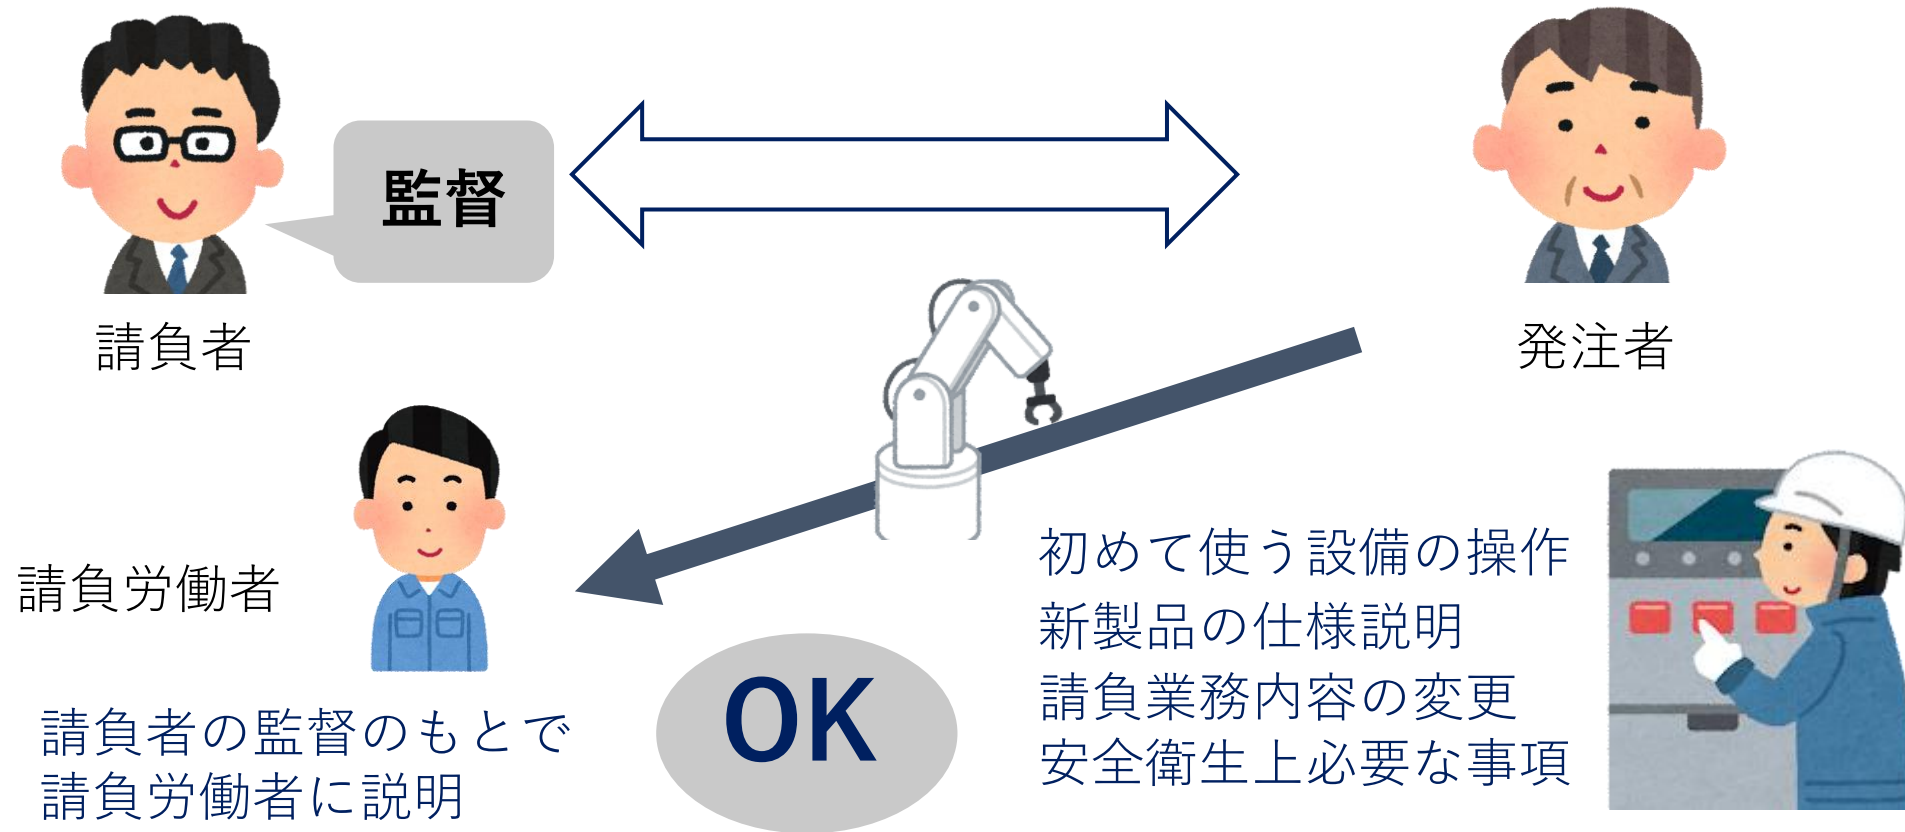 監督
請負者
発注者
請負労働者
初めて使う設備の操作
新製品の仕様説明
請負業務内容の変更
安全衛生上必要な事項
OK
請負者の監督のもとで
請負労働者に説明